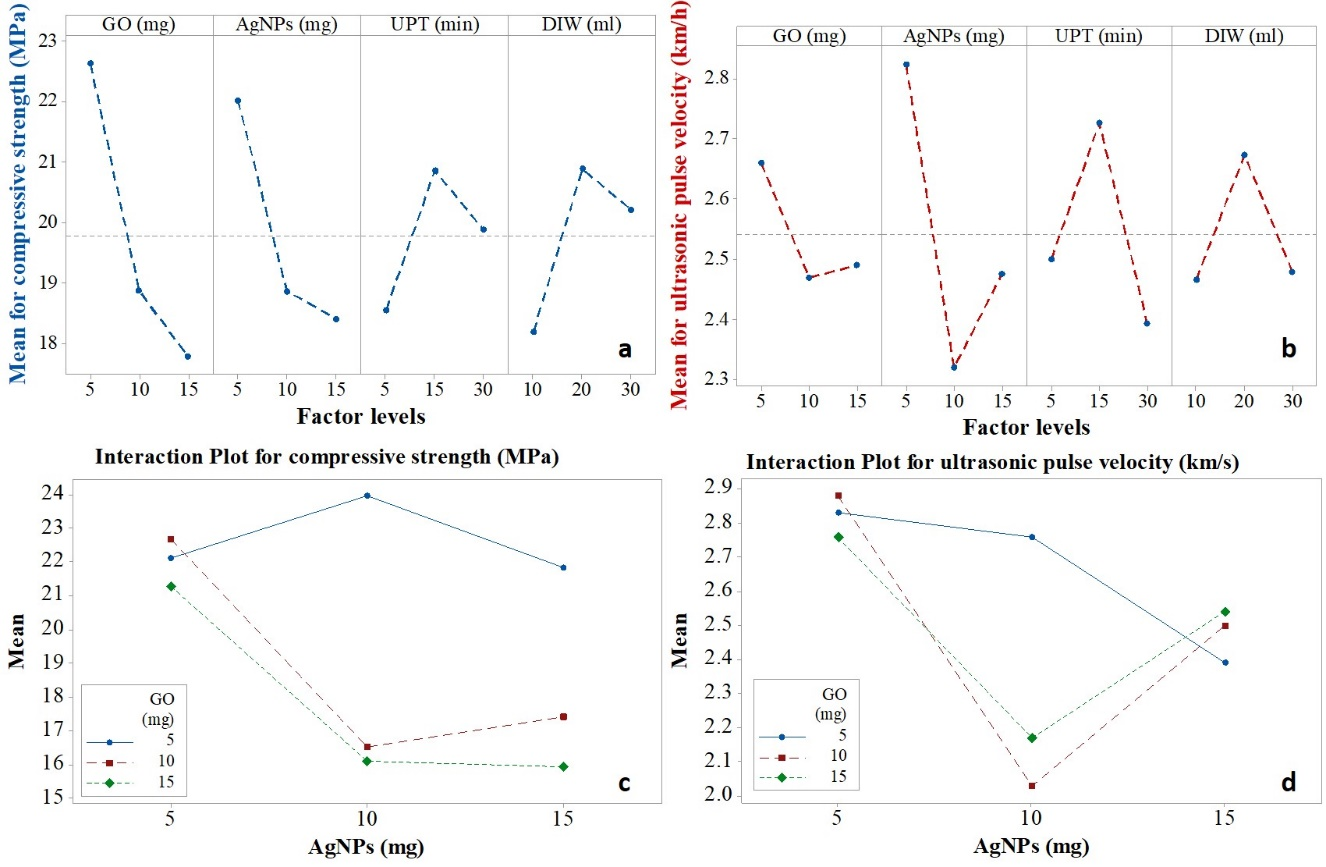 GO (mg) AgNPs (mg) UPT (min) DIW (ml)
Mean for compressive strength (MPa)
23
22
21
20
19
18
5 10 15 5 10 15 5 15 30 10 20 30
Factor levels
a
GO (mg) AgNPs (mg) UPT (min) DIW (ml)
Mean for ultrasonic pulse velocity (km/h)
2.8
2.7
2.6
2.5
2.4
2.3
5 10 15 5 10 15 5 15 30 10 20 30
Factor levels
b
Interaction Plot for compressive strength (MPa)
Mean
24
23
22
21
20
19
18
17
16
15
GO
(mg)
5
10
15
c
5 10 15
AgNPs (mg)
Interaction Plot for ultrasonic pulse velocity (km/s)
Mean
2.9
2.8
2.7
2.6
2.5
2.4
2.3
2.2
2.1
2.0
GO
(mg)
5
10
15
d
5 10 15
AgNPs (mg)